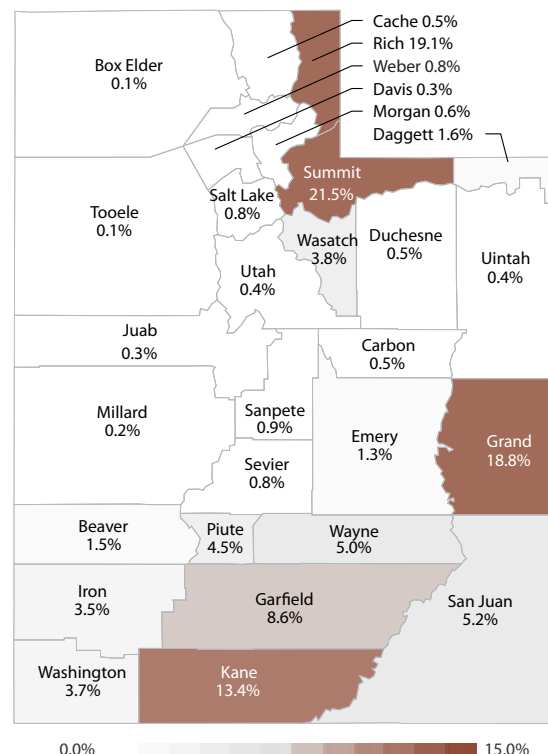 Cache 0.5%
Rich 19.1%
Weber 0.8%
Davis 0.3%
Morgan 0.6%
Daggett 1.6%
Box Elder
0.1%
Summit
21.5%
Tooele
0.1%
Salt Lake
0.8%
Wasatch
3.8%
Duchesne
0.5%
Uintah
0.4%
Utah
0.4%
Juab
0.3%
Carbon
0.5%
Millard
0.2%
Sanpete
0.9%
Emery
1.3%
Grand
18.8%
Sevier
0.8%
Beaver
1.5%
Piute
4.5%
Wayne
5.0%
Iron
3.5%
Garfield
8.6%
San Juan
5.2%
Washington
3.7%
Kane
13.4%
0.0%
15.0%